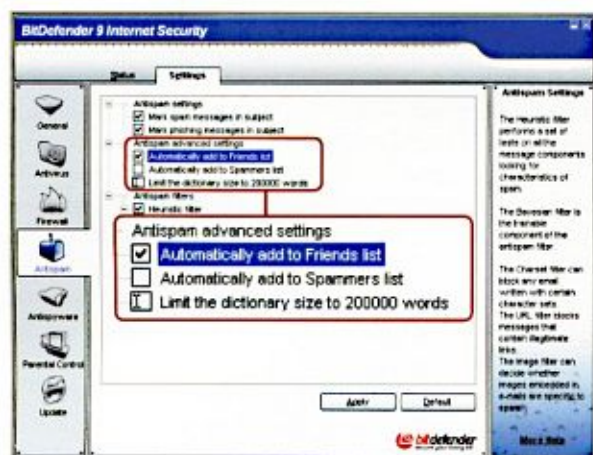 BitDefender 9 Internet Security
Status Settings
General
Antivirus
Firewall
Antispam
Antispyware
Parental Control
Update
Antispam settings
Mark spam messages in subject
Mark phishing messages in subject
Antispam advanced settings
Automatically add to Friends list
Automatically add to Spammers list
Limit the dictionary size to 200000 words
Antispam filters
Heuristic filter
Antispam advanced settings
Automatically add to Friends list
Automatically add to Spammers list
Limit the dictionary size to 200000 words
Apply Default
bitdefender
secure your every bit
Antispam Settings
The Heuristic filter
performs a set of
tests on all the
message components
looking for
characteristics of
spam.
The Bayesian filter is
the trainable
component of the
antispam filter.
The Charset filter can
block any email
written with certain
character sets.
The URL filter blocks
messages that
contain illegitimate
links.
The Image filter can
decide whether
images embedded in
e-mails are specific to
spam.
More Help